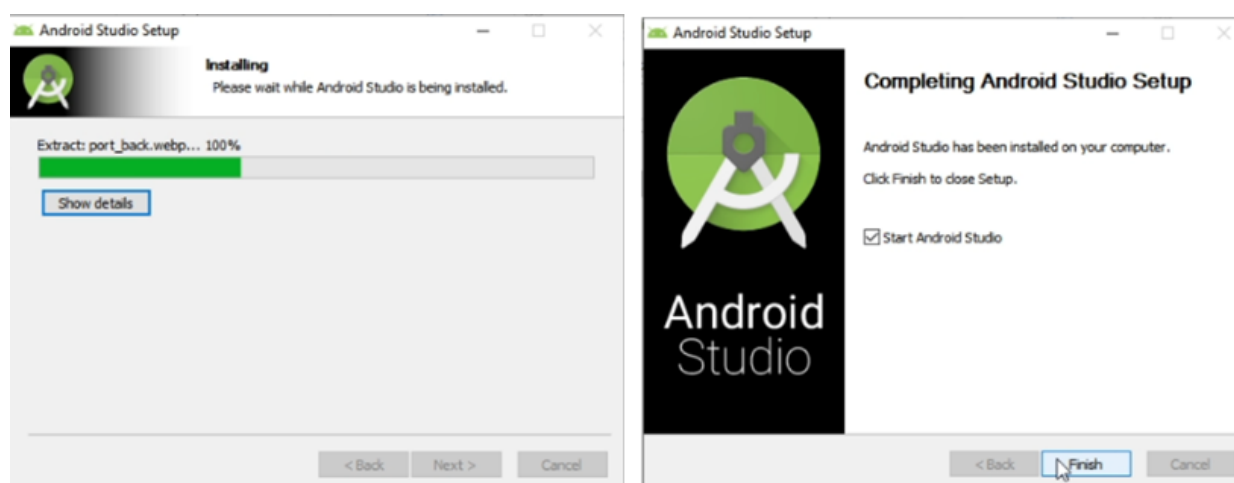 Android Studio Setup
Installing
Please wait while Android Studio is being installed.
Extract: port_back.webp... 100%
Show details
< Back
Next >
Cancel
Android Studio Setup
Android
Studio
Completing Android Studio Setup
Android Studio has been installed on your computer.
Click Finish to close Setup.
Start Android Studio
< Back
Finish
Cancel